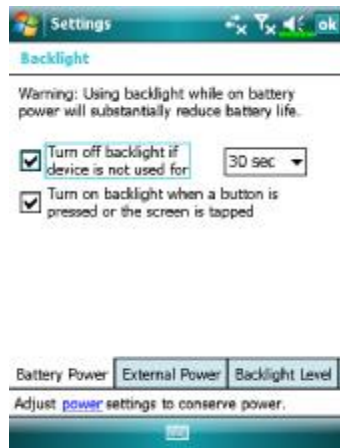 Settings ok
Backlight
Warning: Using backlight while on battery
power will substantially reduce battery life.
Turn off backlight if
device is not used for 30 sec
Turn on backlight when a button is
pressed or the screen is tapped
Battery Power External Power Backlight Level
Adjust power settings to conserve power.